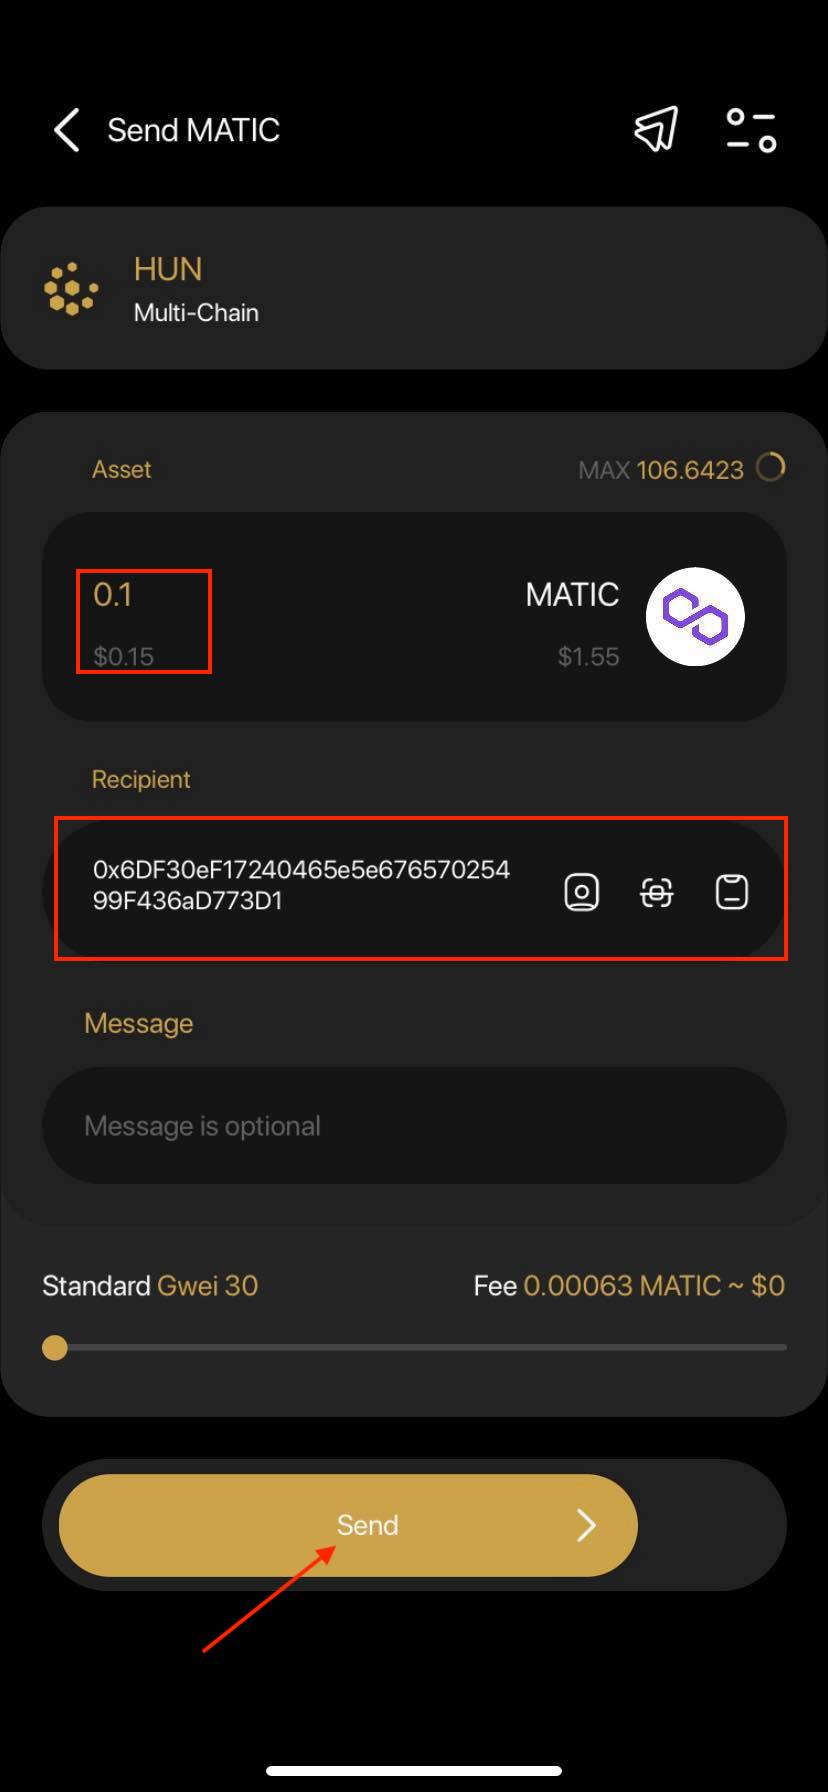 Send MATIC
HUN
Multi-Chain
Asset
MAX 106.6423
0.1
MATIC
$0.15
$1.55
Recipient
0x6DF30eF17240465e5e676570254
99F436aD773D1
Message
Message is optional
Standard Gwei 30
Fee 0.00063 MATIC ~ $0
Send